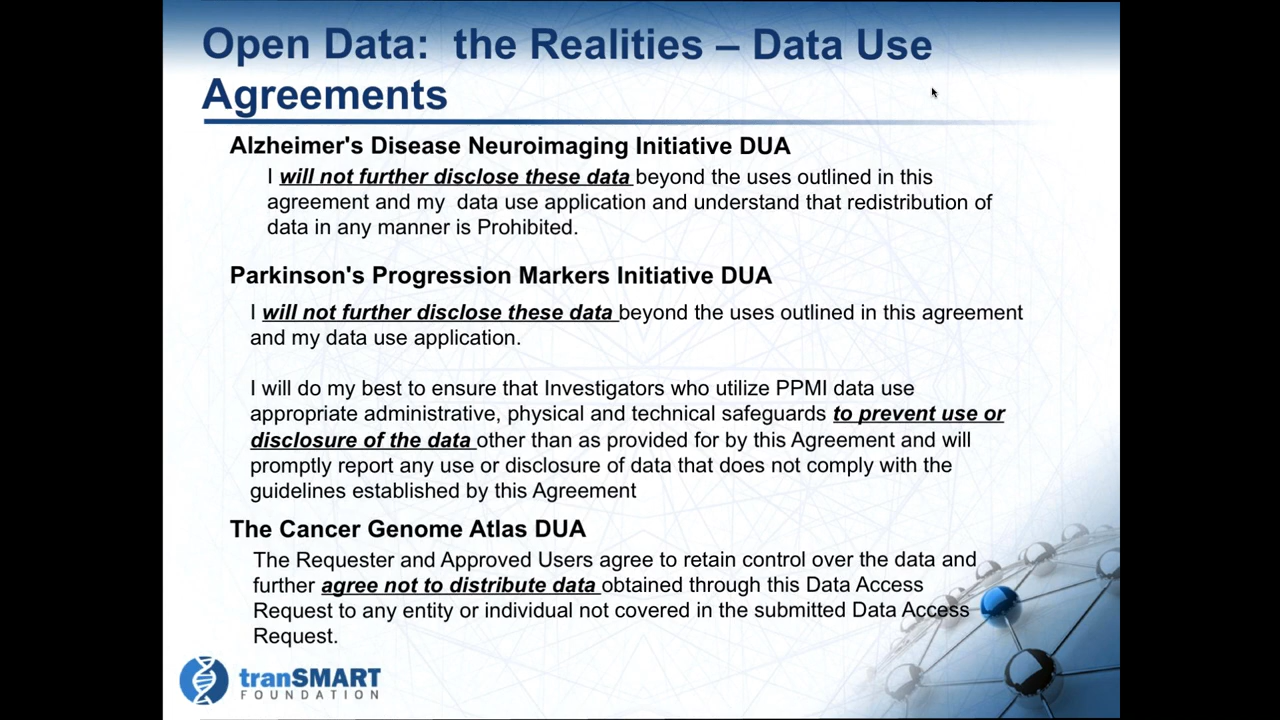 Open Data:  the Realities – Data Use
Agreements
Alzheimer's Disease Neuroimaging Initiative DUA
I will not further disclose these data beyond the uses outlined in this
agreement and my  data use application and understand that redistribution of
data in any manner is Prohibited.
Parkinson's Progression Markers Initiative DUA
I will not further disclose these data beyond the uses outlined in this agreement
and my data use application.
I will do my best to ensure that Investigators who utilize PPMI data use
appropriate administrative, physical and technical safeguards to prevent use or
disclosure of the data other than as provided for by this Agreement and will
promptly report any use or disclosure of data that does not comply with the
guidelines established by this Agreement
The Cancer Genome Atlas DUA
The Requester and Approved Users agree to retain control over the data and
further agree not to distribute data obtained through this Data Access
Request to any entity or individual not covered in the submitted Data Access
Request.
tranSMART
FOUNDATION